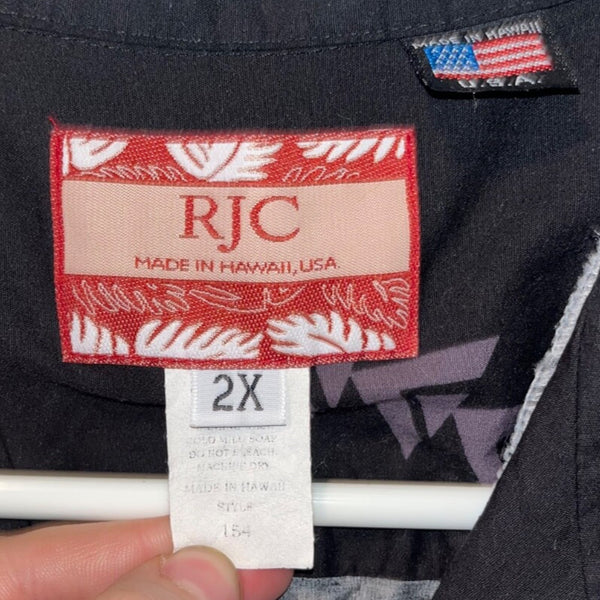 MADE IN HAWAII
U.S.A.
RJC
MADE IN HAWAII, USA.
2X
COLD MILD SOAP
DO NOT BLEACH
MACHINE DRY
MADE IN HAWAII
STYLE
154